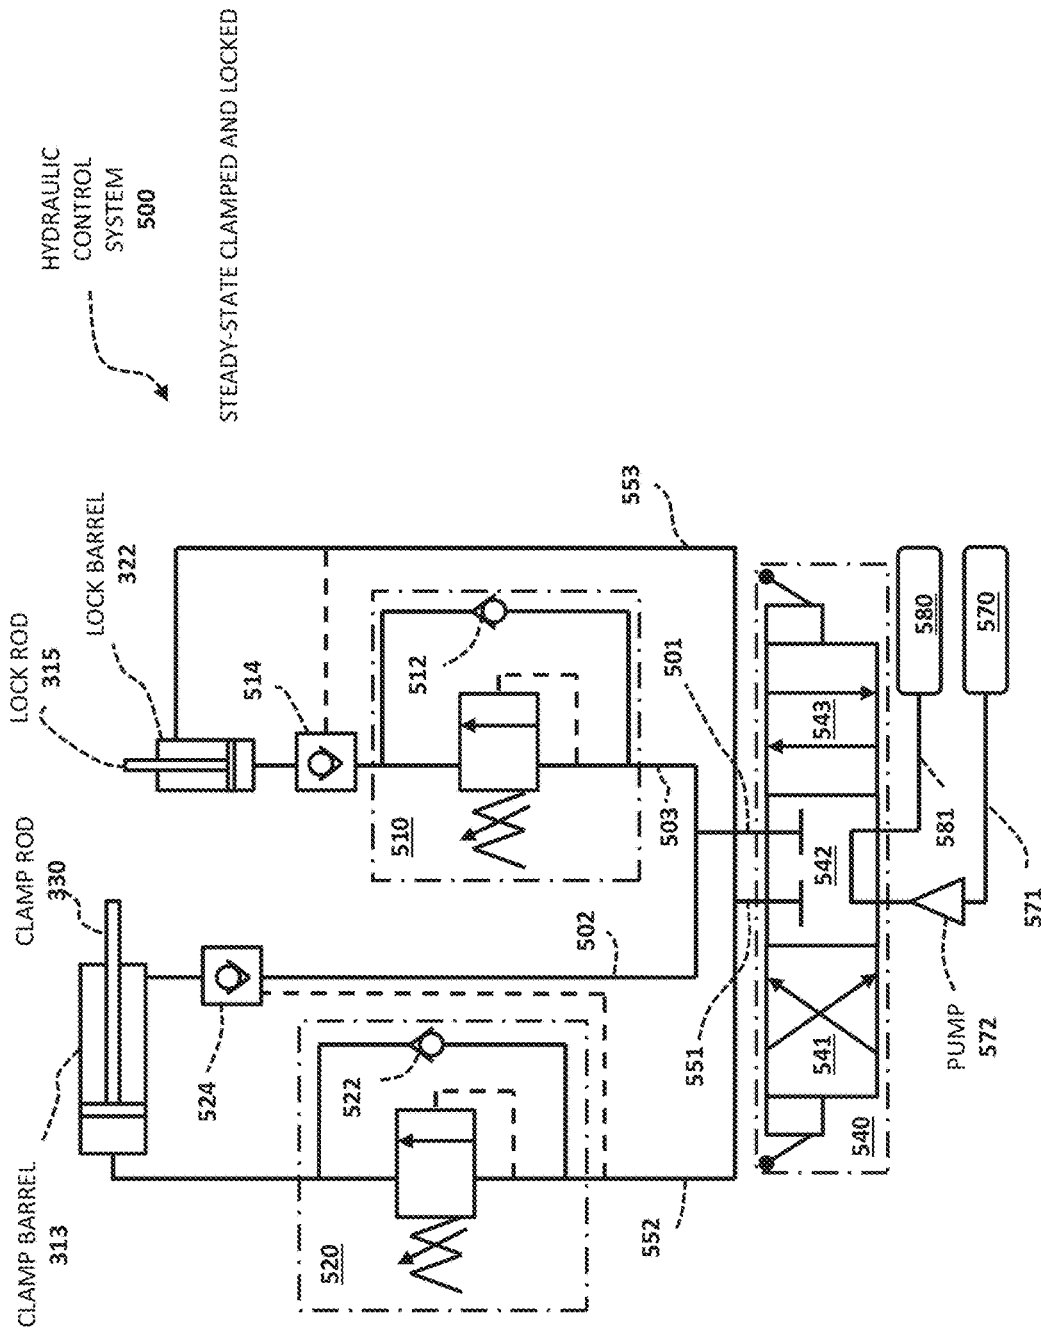 HYDRAULIC
CONTROL
SYSTEM
500
STEADY-STATE CLAMPED AND LOCKED
LOCK ROD
315
LOCK BARREL
322
CLAMP ROD
330
CLAMP BARREL
313
514
512
510
524
522
520
553
503
501
502
551
552
543
542
541
540
580
570
581
571
PUMP
572